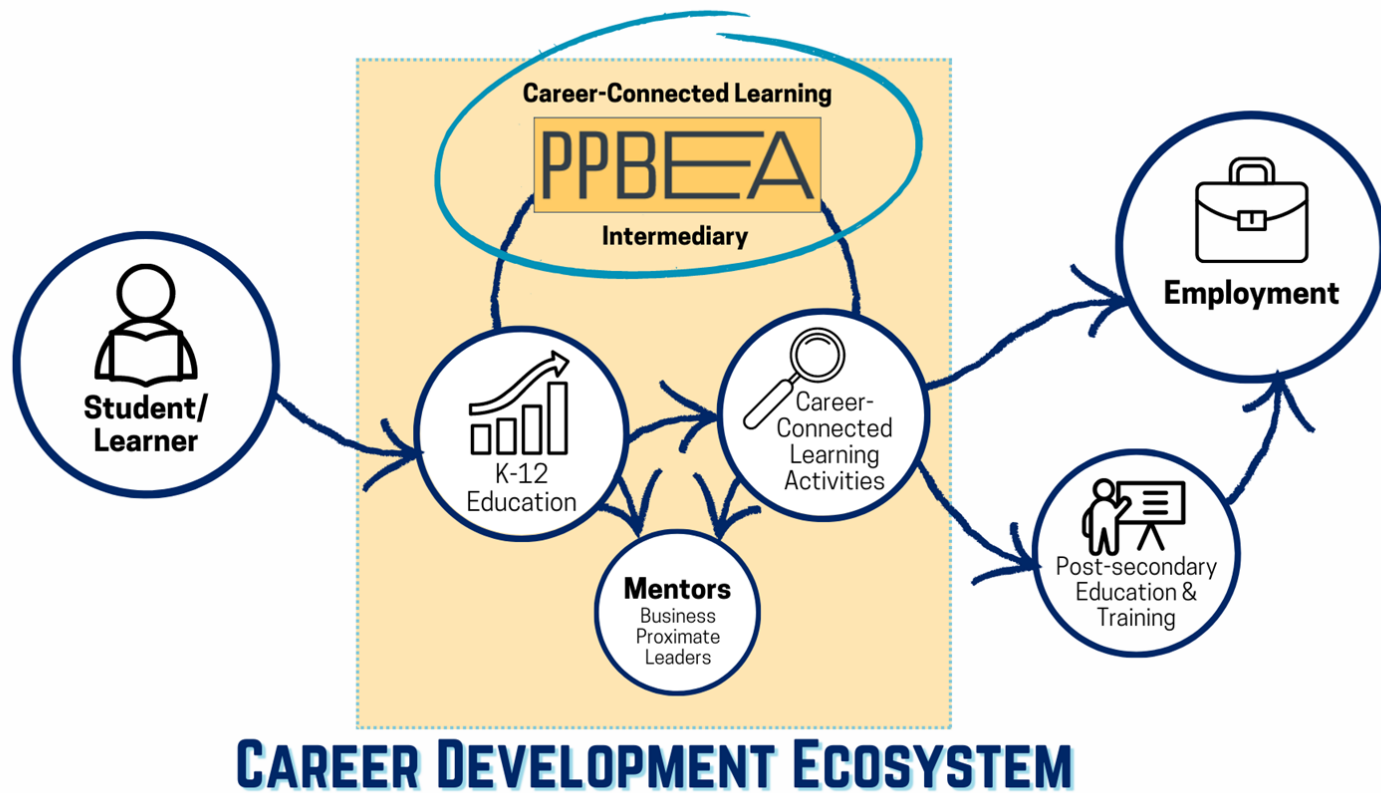 Career-Connected Learning
PPBEA
Intermediary
Student/
Learner
K-12
Education
Career-
Connected
Learning
Activities
Mentors
Business
Proximate
Leaders
Employment
Post-secondary
Education &
Training
CAREER DEVELOPMENT ECOSYSTEM